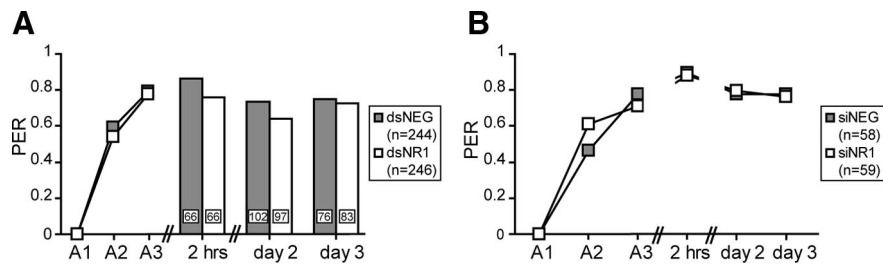 A
PER
1
0.8
0.6
0.4
0.2
0
66
66
102
97
76
83
A1 A2 A3 2 hrs day 2 day 3
dsNEG
(n=244)
dsNR1
(n=246)
B
PER
1
0.8
0.6
0.4
0.2
0
A1 A2 A3 2 hrs day 2 day 3
siNEG
(n=58)
siNR1
(n=59)